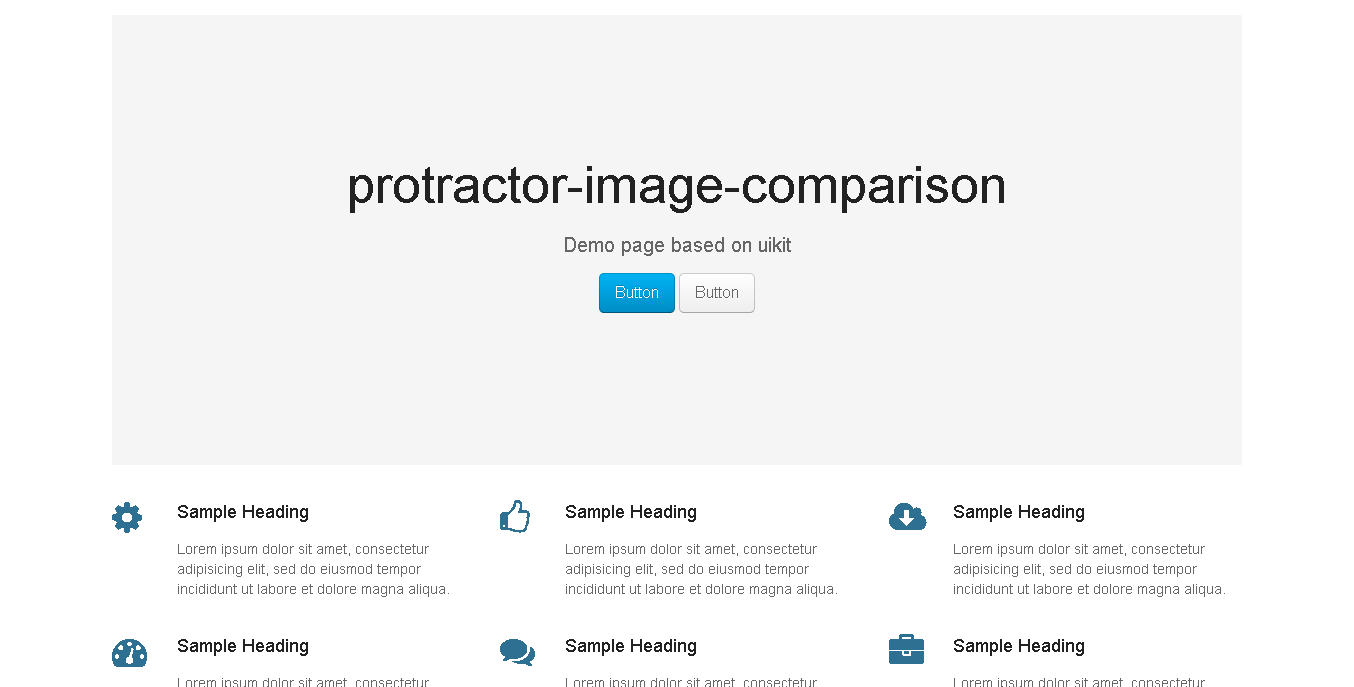 protractor-image-comparison
Demo page based on uikit
Button Button
Sample Heading
Lorem ipsum dolor sit amet, consectetur
adipisicing elit, sed do eiusmod tempor
incididunt ut labore et dolore magna aliqua.
Sample Heading
Lorem ipsum dolor sit amet, consectetur
adipisicing elit, sed do eiusmod tempor
incididunt ut labore et dolore magna aliqua.
Sample Heading
Lorem ipsum dolor sit amet, consectetur
adipisicing elit, sed do eiusmod tempor
incididunt ut labore et dolore magna aliqua.
Sample Heading
Lorem ipsum dolor sit amet, consectetur
Sample Heading
Lorem ipsum dolor sit amet, consectetur
Sample Heading
Lorem ipsum dolor sit amet, consectetur